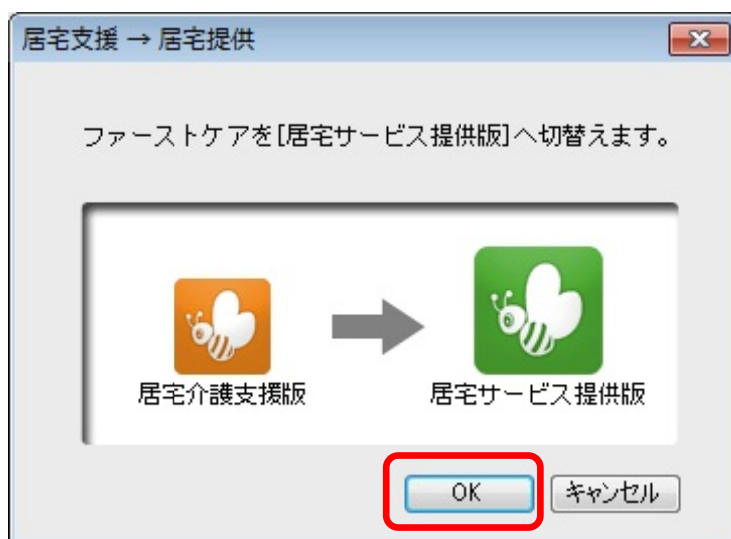 居宅支援 → 居宅提供
ファーストケアを[居宅サービス提供版]へ切替えます。
居宅介護支援版
居宅サービス提供版
OK
キャンセル